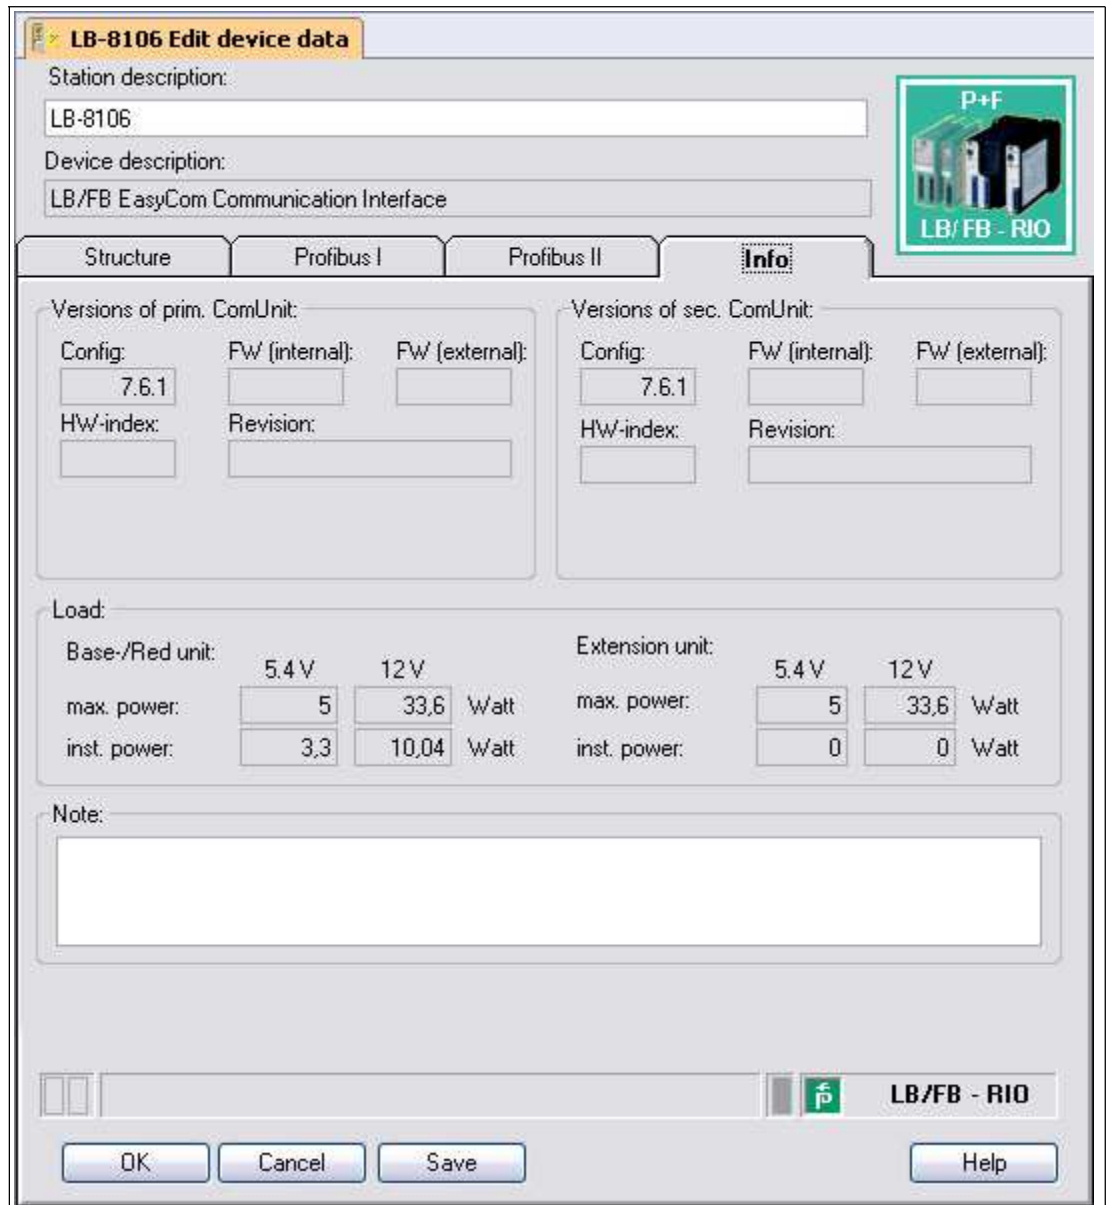 LB-8106 Edit device data
Station description:
LB-8106
P+F
Device description:
LB/FB EasyCom Communication Interface
LB/FB - RIO
Structure Profibus I Profibus II Info
Versions of prim. ComUnit: Versions of sec. ComUnit:
Config: FW (internal): FW (external): Config: FW (internal): FW (external):
7.6.1 7.6.1
HW-index: Revision: HW-index: Revision:
Load:
Base-/Red unit: Extension unit:
5.4 V 12 V 5.4 V 12 V
max. power: 5 33,6 Watt max. power: 5 33,6 Watt
inst. power: 3,3 10,04 Watt inst. power: 0 0 Watt
Note:
LB/FB - RIO
OK Cancel Save Help